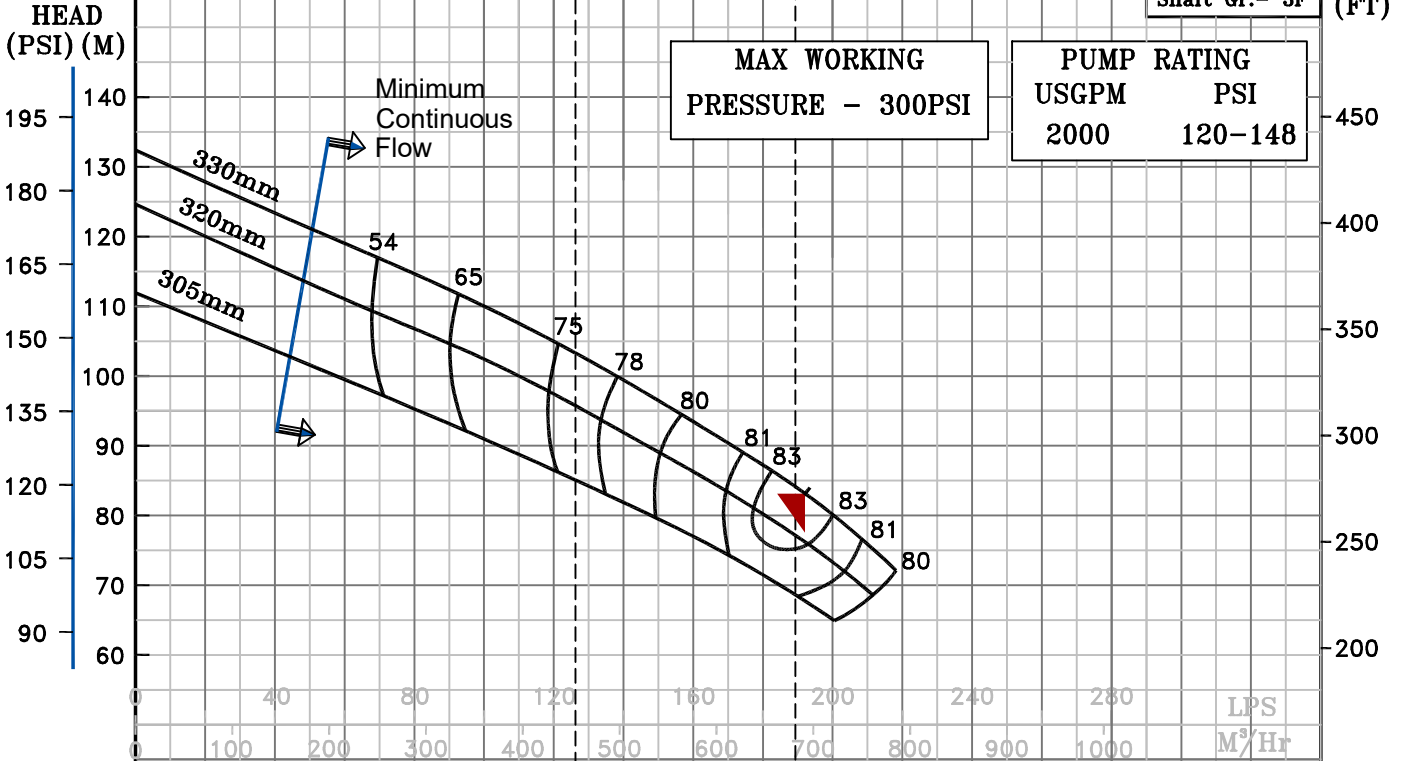 HEAD
(PSI) (M)
(FT)
MAX WORKING
PRESSURE - 300PSI
PUMP RATING
USGPM PSI
2000 120-148
Minimum
Continuous
Flow
195
180
165
150
135
120
105
90
140
130
120
110
100
90
80
70
60
450
400
350
300
250
200
330mm
320mm
305mm
54
65
75
78
80
81
83
83
81
80
0 40 80 120 160 200 240 280 LPS
0 100 200 300 400 500 600 700 800 900 1000 M³/Hr